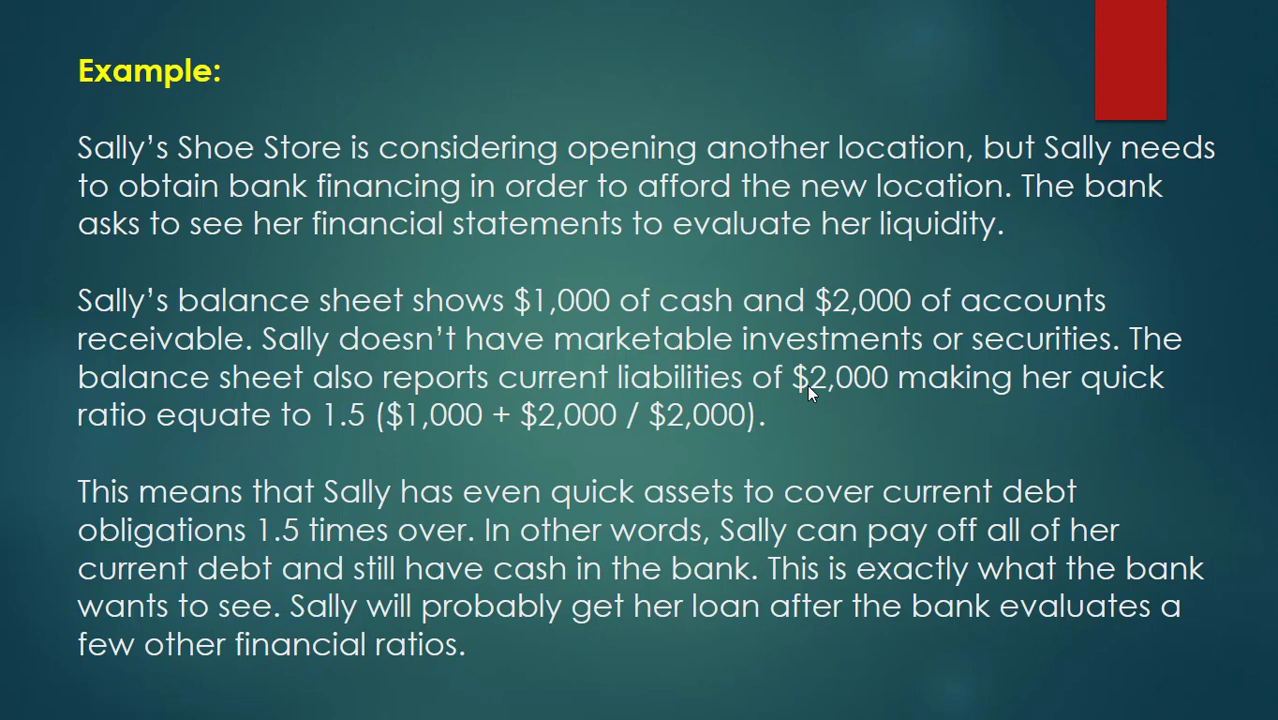 Example:
Sally’s Shoe Store is considering opening another location, but Sally needs
to obtain bank financing in order to afford the new location. The bank
asks to see her financial statements to evaluate her liquidity.
Sally’s balance sheet shows $1,000 of cash and $2,000 of accounts
receivable. Sally doesn’t have marketable investments or securities. The
balance sheet also reports current liabilities of $2,000 making her quick
ratio equate to 1.5 ($1,000 + $2,000 / $2,000).
This means that Sally has even quick assets to cover current debt
obligations 1.5 times over. In other words, Sally can pay off all of her
current debt and still have cash in the bank. This is exactly what the bank
wants to see. Sally will probably get her loan after the bank evaluates a
few other financial ratios.